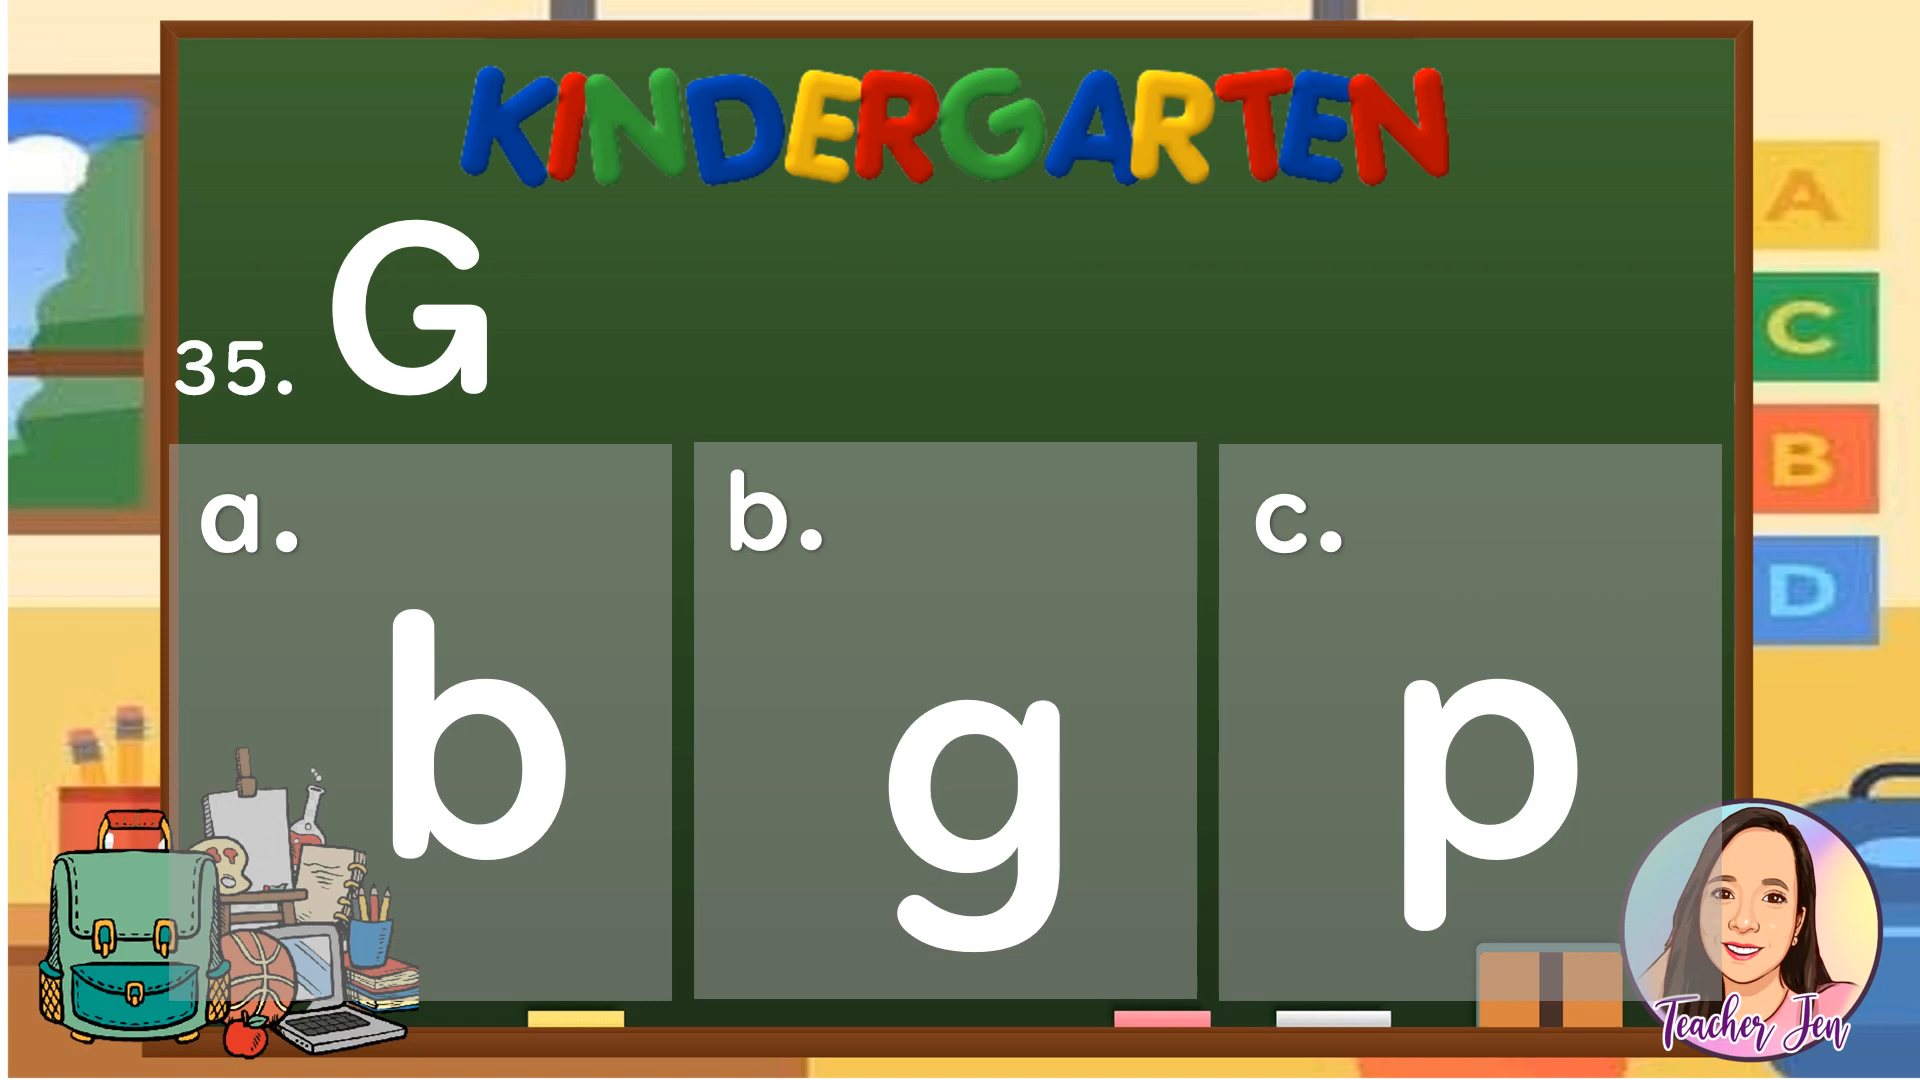 KINDERGARTEN
35. G
a. b. c.
b g p
A
C
B
D
Teacher Jen